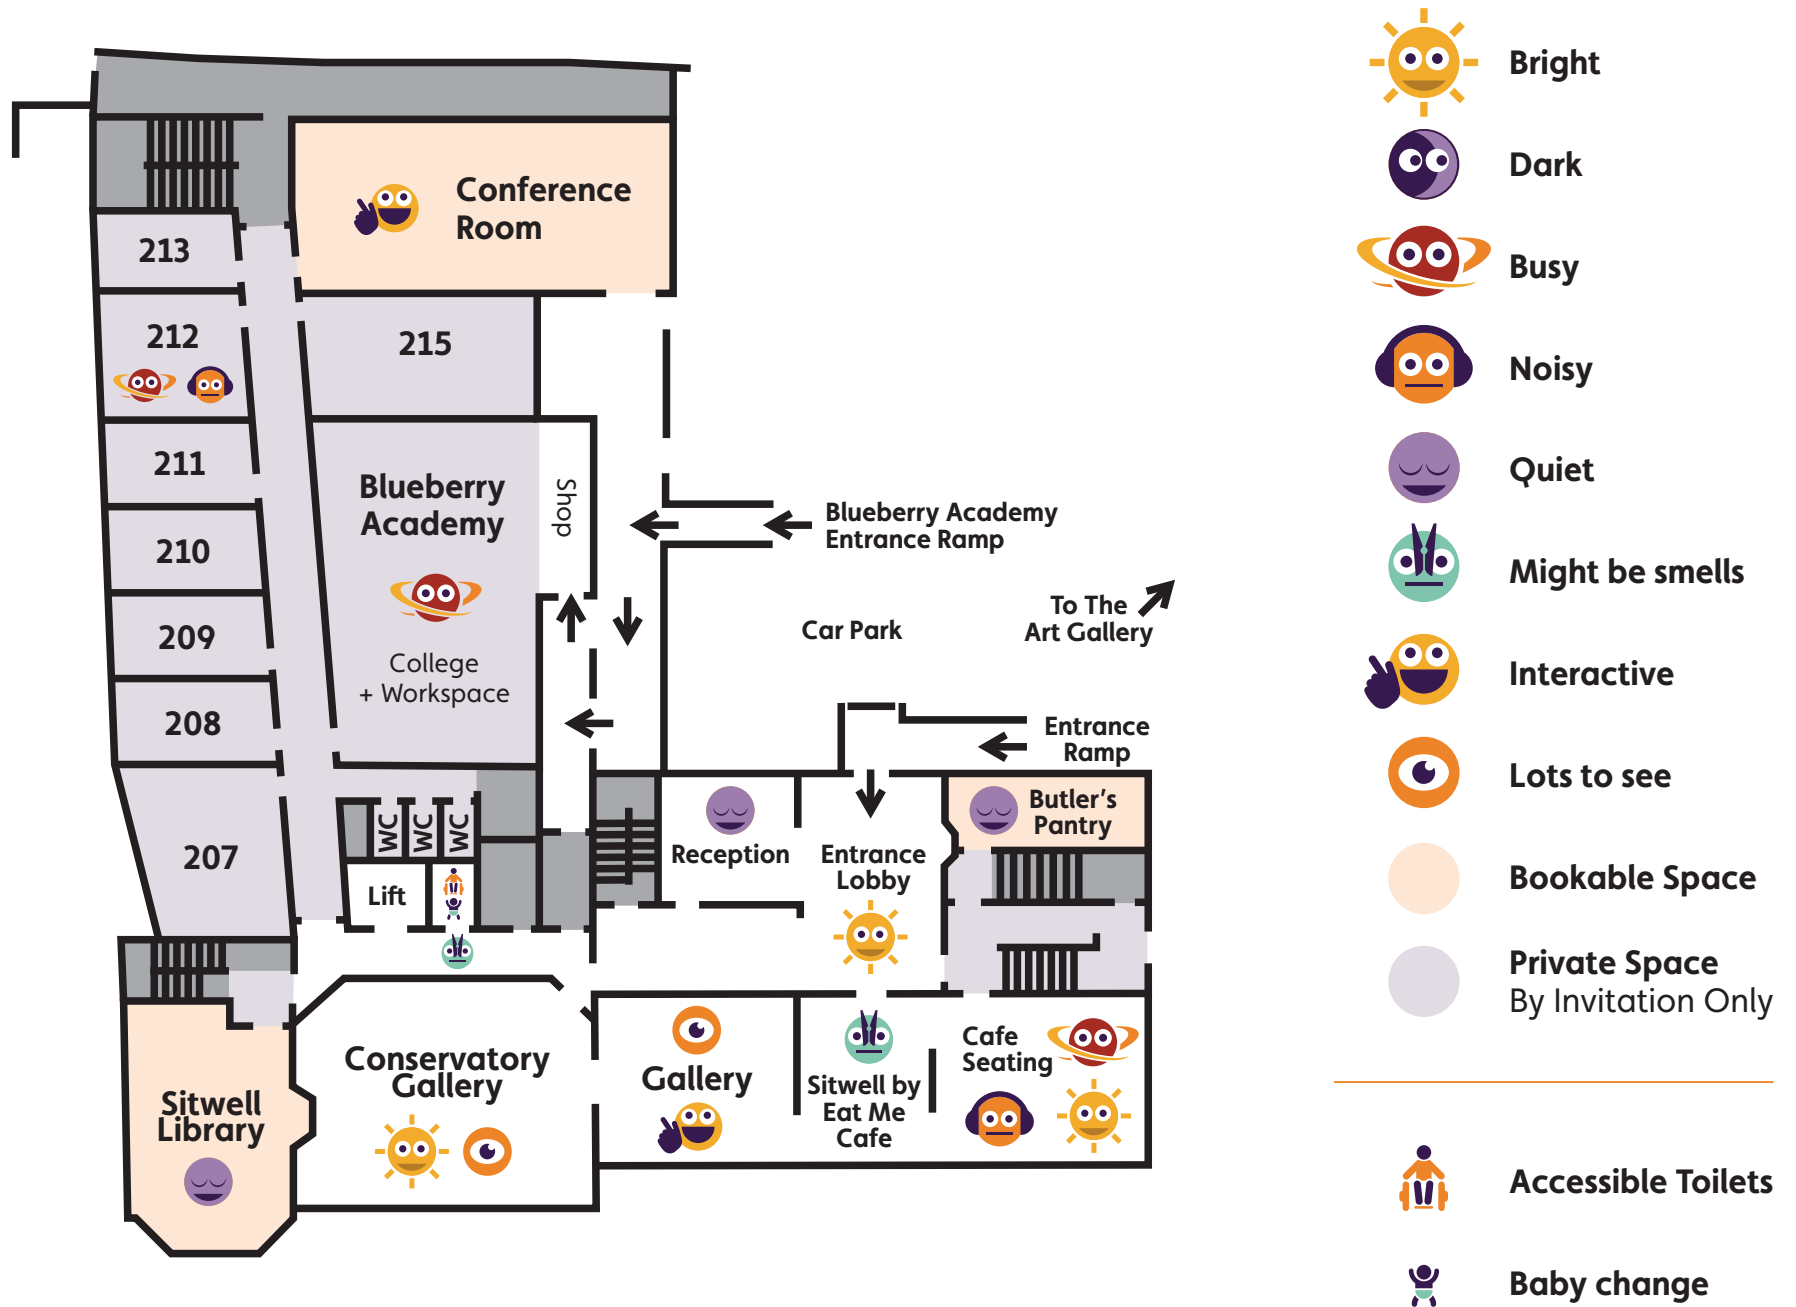 Conference
Room
213
212
215
211
Blueberry
Academy
Shop
210
209
College
+ Workspace
208
207
WC
WC
WC
Lift
Blueberry Academy
Entrance Ramp
To The
Art Gallery
Car Park
Entrance
Ramp
Reception
Entrance
Lobby
Butler's
Pantry
Sitwell
Library
Conservatory
Gallery
Gallery
Sitwell by
Eat Me
Cafe
Cafe
Seating
Bright
Dark
Busy
Noisy
Quiet
Might be smells
Interactive
Lots to see
Bookable Space
Private Space
By Invitation Only
Accessible Toilets
Baby change